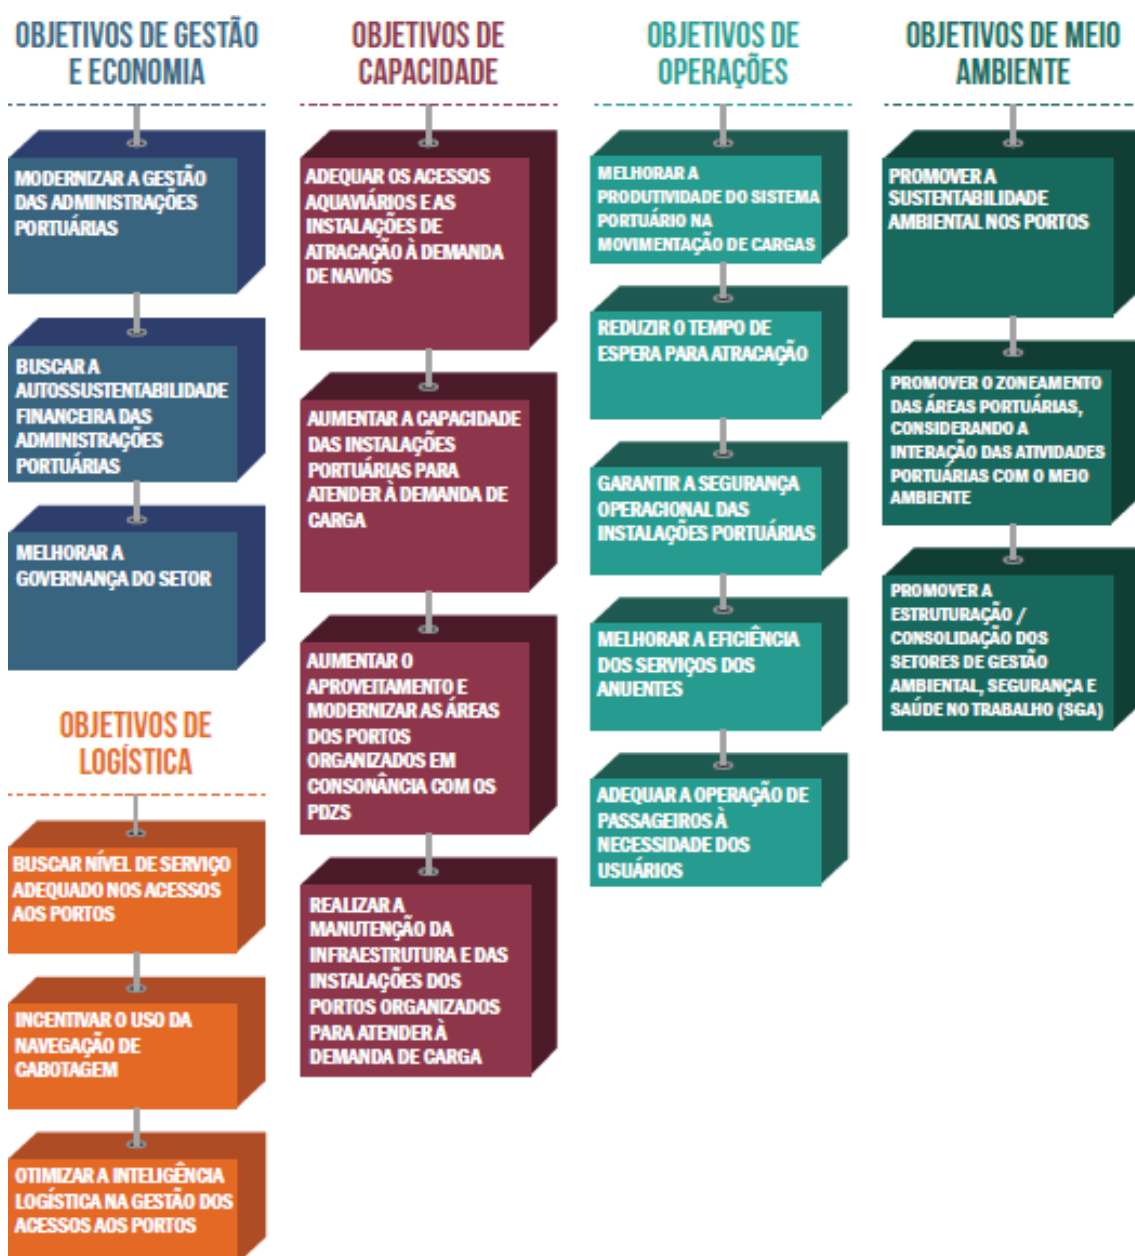 OBJETIVOS DE GESTÃO
E ECONOMIA
MODERNIZAR A GESTÃO
DAS ADMINISTRAÇÕES
PORTUÁRIAS
BUSCAR A
AUTOSSUSTENTABILIDADE
FINANCEIRA DAS
ADMINISTRAÇÕES
PORTUÁRIAS
MELHORAR A
GOVERNANÇA DO SETOR
OBJETIVOS DE
LOGÍSTICA
BUSCAR NÍVEL DE SERVIÇO
ADEQUADO NOS ACESSOS
AOS PORTOS
INCENTIVAR O USO DA
NAVEGAÇÃO DE
CABOTAGEM
OTIMIZAR A INTELIGÊNCIA
LOGÍSTICA NA GESTÃO DOS
ACESSOS AOS PORTOS
OBJETIVOS DE
CAPACIDADE
ADEQUAR OS ACESSOS
AQUAVIÁRIOS E AS
INSTALAÇÕES DE
ATRACAÇÃO À DEMANDA
DE NAVIOS
AUMENTAR A CAPACIDADE
DAS INSTALAÇÕES
PORTUÁRIAS PARA
ATENDER À DEMANDA DE
CARGA
AUMENTAR O
APROVEITAMENTO E
MODERNIZAR AS ÁREAS
DOS PORTOS
ORGANIZADOS EM
CONSONÂNCIA COM OS
PDZS
REALIZAR A
MANUTENÇÃO DA
INFRAESTRUTURA E DAS
INSTALAÇÕES DOS
PORTOS ORGANIZADOS
PARA ATENDER À
DEMANDA DE CARGA
OBJETIVOS DE
OPERAÇÕES
MELHORAR A
PRODUTIVIDADE DO SISTEMA
PORTUÁRIO NA
MOVIMENTAÇÃO DE CARGAS
REDUZIR O TEMPO DE
ESPERA PARA ATRACAÇÃO
GARANTIR A SEGURANÇA
OPERACIONAL DAS
INSTALAÇÕES PORTUÁRIAS
MELHORAR A EFICIÊNCIA
DOS SERVIÇOS DOS
ANUENTES
ADEQUAR A OPERAÇÃO DE
PASSAGEIROS À
NECESSIDADE DOS
USUÁRIOS
OBJETIVOS DE MEIO
AMBIENTE
PROMOVER A
SUSTENTABILIDADE
AMBIENTAL NOS PORTOS
PROMOVER O ZONEAMENTO
DAS ÁREAS PORTUÁRIAS,
CONSIDERANDO A
INTERAÇÃO DAS ATIVIDADES
PORTUÁRIAS COM O MEIO
AMBIENTE
PROMOVER A
ESTRUTURAÇÃO /
CONSOLIDAÇÃO DOS
SETORES DE GESTÃO
AMBIENTAL, SEGURANÇA E
SAÚDE NO TRABALHO (SGA)